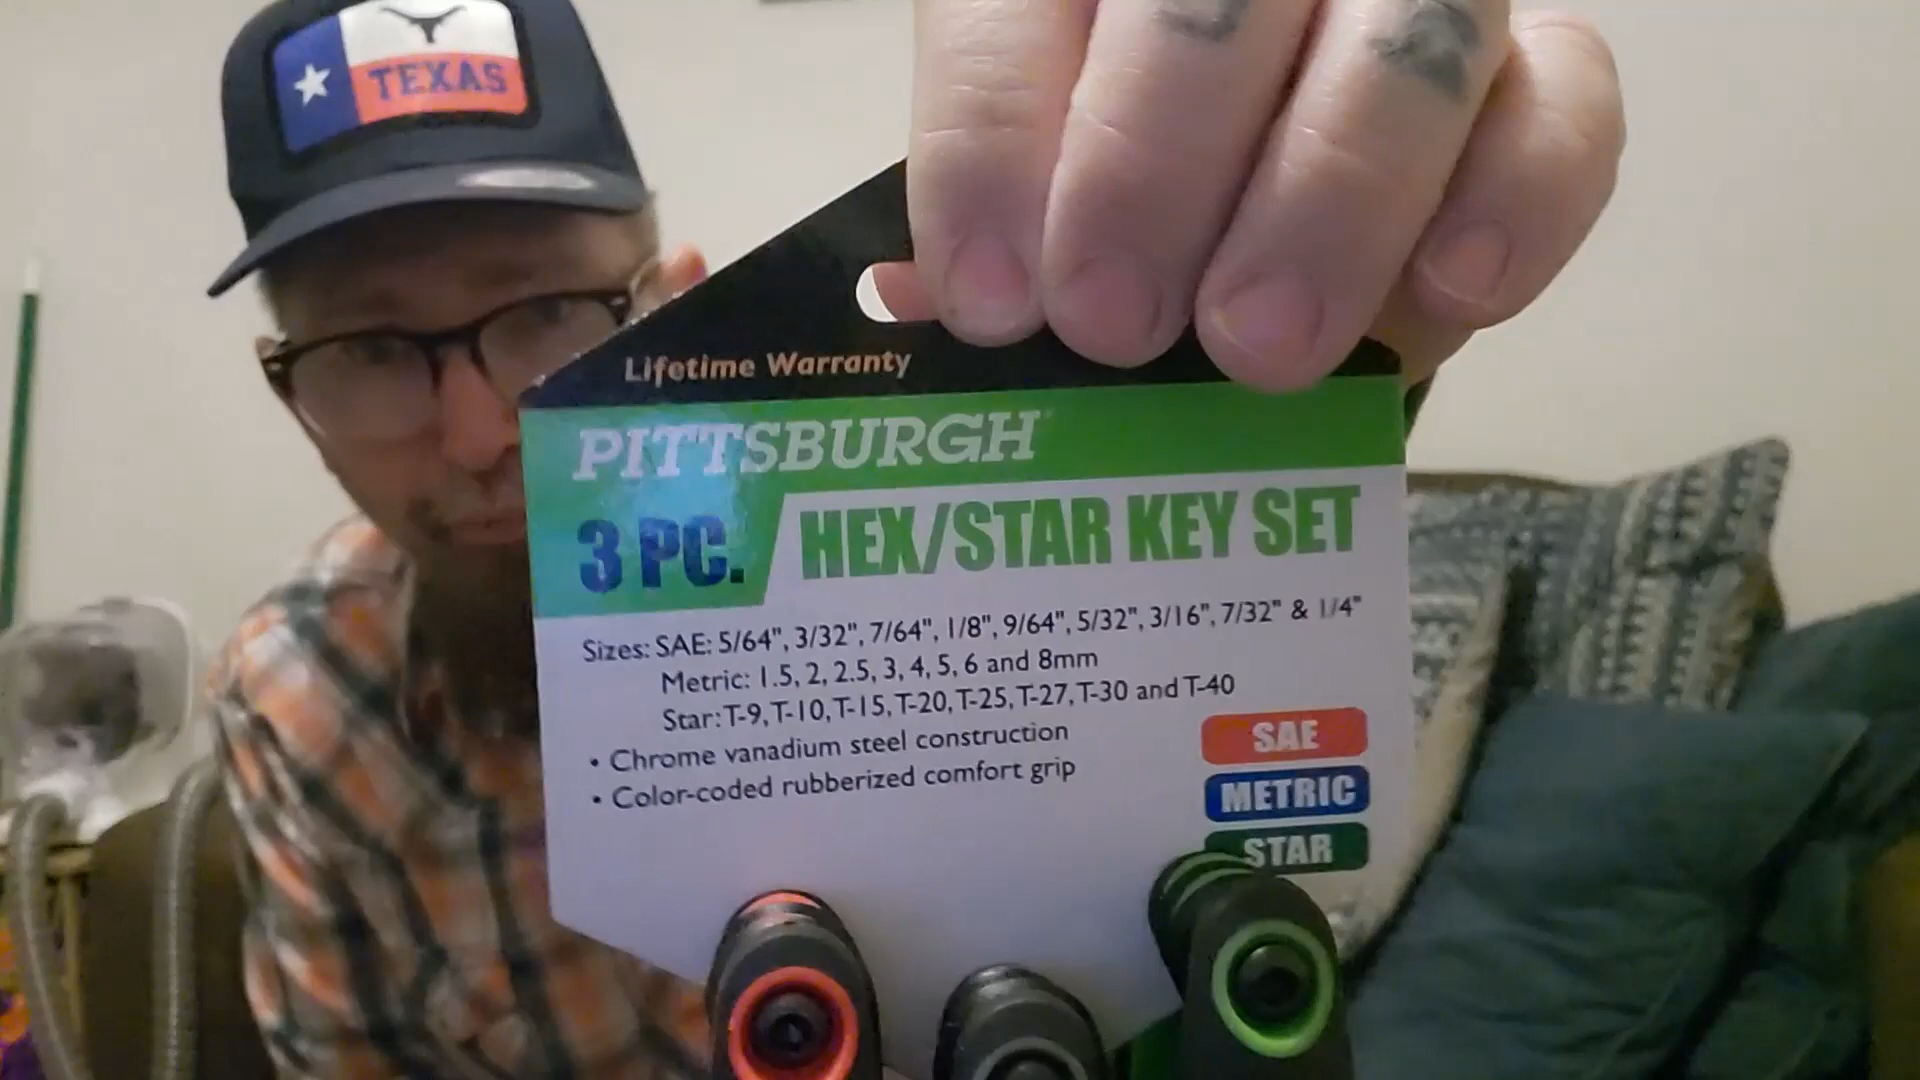 TEXAS
Lifetime Warranty
PITTSBURGH
3 PC. HEX/STAR KEY SET
Sizes: SAE: 5/64", 3/32", 7/64", 1/8", 9/64", 5/32", 3/16", 7/32" & 1/4"
Metric: 1.5, 2, 2.5, 3, 4, 5, 6 and 8mm
Star: T-9, T-10, T-15, T-20, T-25, T-27, T-30 and T-40
• Chrome vanadium steel construction
• Color-coded rubberized comfort grip
SAE
METRIC
STAR